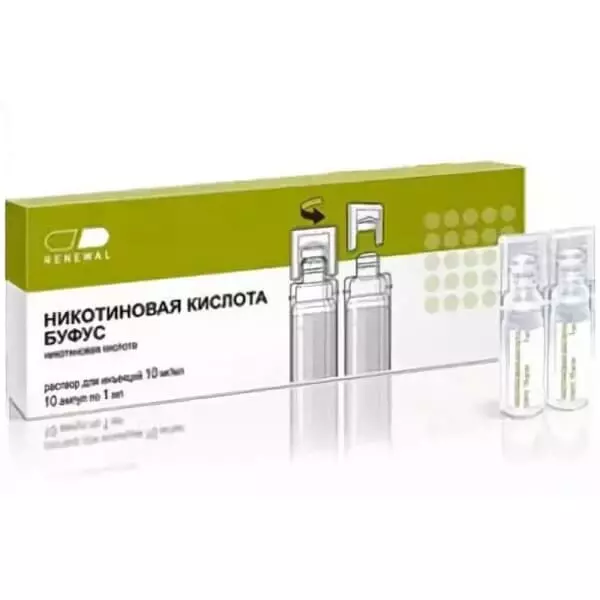 RENEWAL
НИКОТИНОВАЯ КИСЛОТА
БУФУС
никотиновая кислота
раствор для инъекций 10 мг/мл
10 ампул по 1 мл